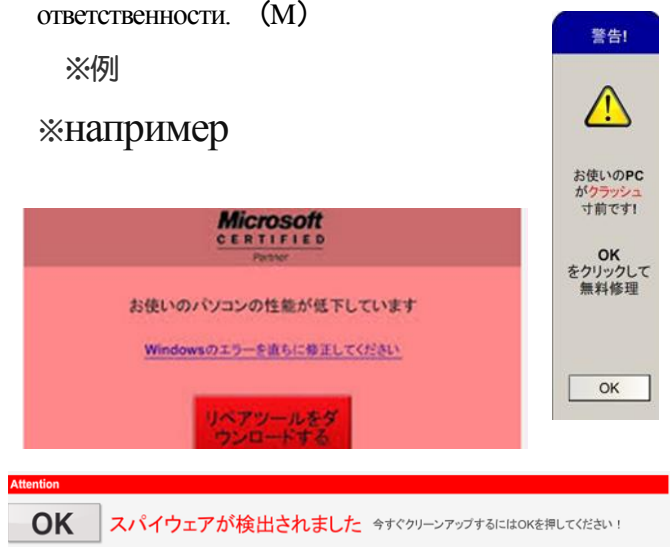 ответственности. （M）
※例
※например
警告!
お使いのPC
がクラッシュ
寸前です!
OK
をクリックして
無料修理
OK
Microsoft
CERTIFIED
Partner
お使いのパソコンの性能が低下しています
Windowsのエラーを直ちに修正してください
リペアツールをダ
ウンロードする
Attention
OK スパイウェアが検出されました 今すぐクリーンアップするにはOKを押してください！